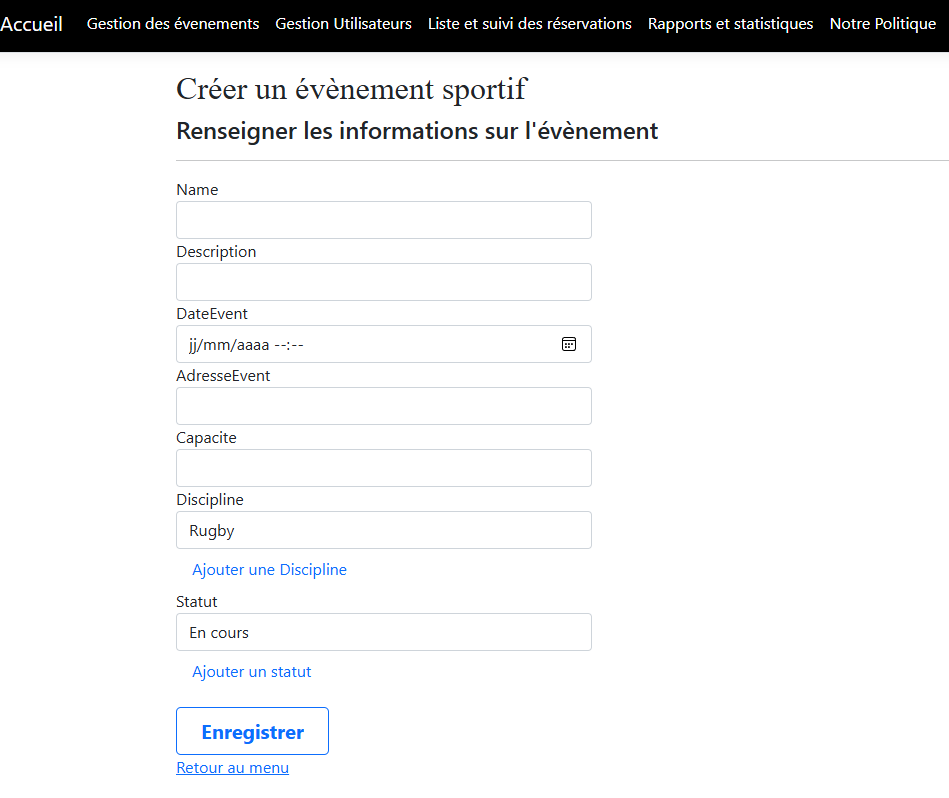 Accueil Gestion des évenements Gestion Utilisateurs Liste et suivi des réservations Rapports et statistiques Notre Politique
Créer un évènement sportif
Renseigner les informations sur l'évènement
Name
Description
DateEvent
jj/mm/aaaa --:--
AdresseEvent
Capacite
Discipline
Rugby
Ajouter une Discipline
Statut
En cours
Ajouter un statut
Enregistrer
Retour au menu